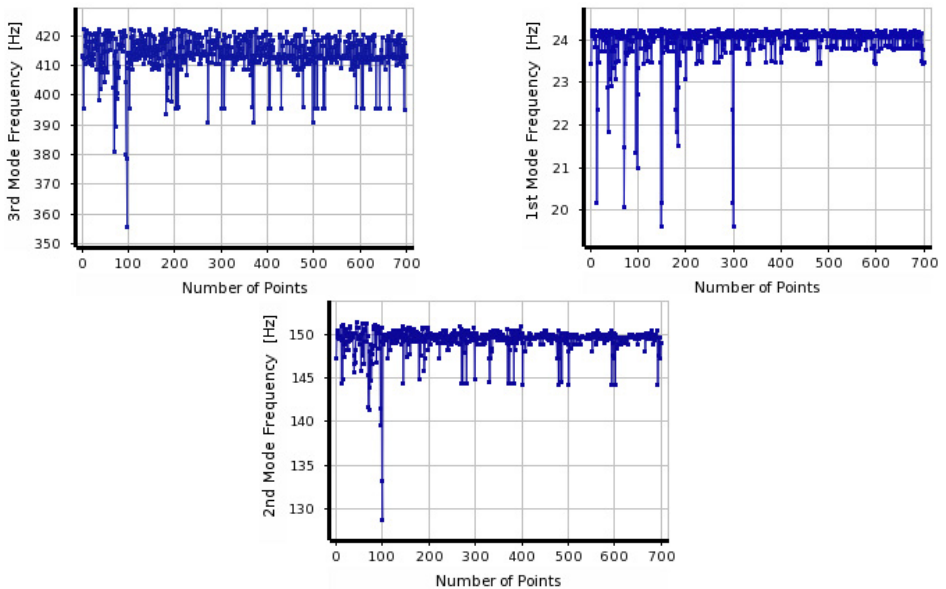 3rd Mode Frequency [Hz]
420
410
400
390
380
370
360
350
0 100 200 300 400 500 600 700
Number of Points
1st Mode Frequency [Hz]
24
23
22
21
20
0 100 200 300 400 500 600 700
Number of Points
2nd Mode Frequency [Hz]
150
145
140
135
130
0 100 200 300 400 500 600 700
Number of Points